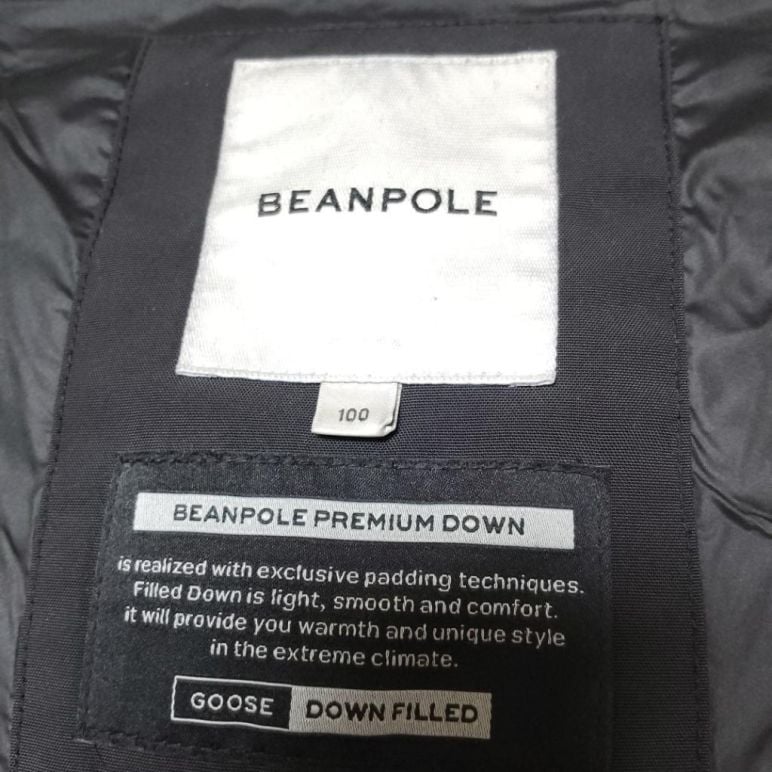 BEANPOLE
100
BEANPOLE PREMIUM DOWN
is realized with exclusive padding techniques.
Filled Down is light, smooth and comfort.
it will provide you warmth and unique style
in the extreme climate.
GOOSE DOWN FILLED